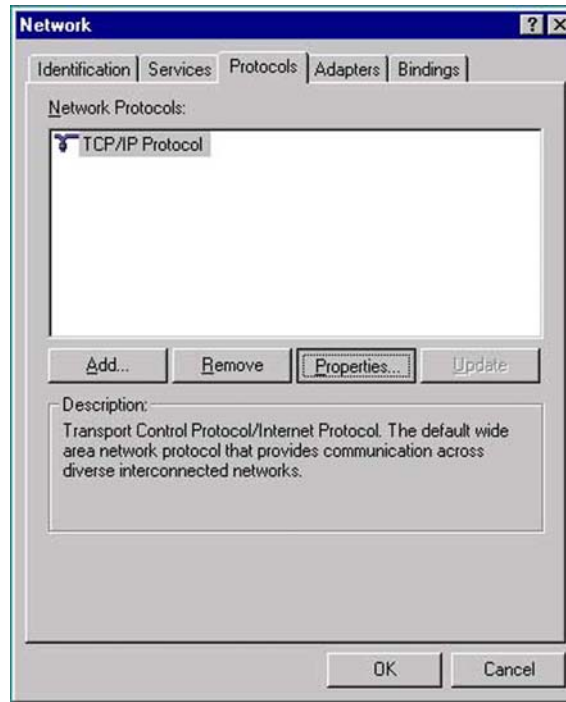 Network
Identification Services Protocols Adapters Bindings
Network Protocols:
TCP/IP Protocol
Add... Remove Properties... Update
Description:
Transport Control Protocol/Internet Protocol. The default wide
area network protocol that provides communication across
diverse interconnected networks.
OK Cancel